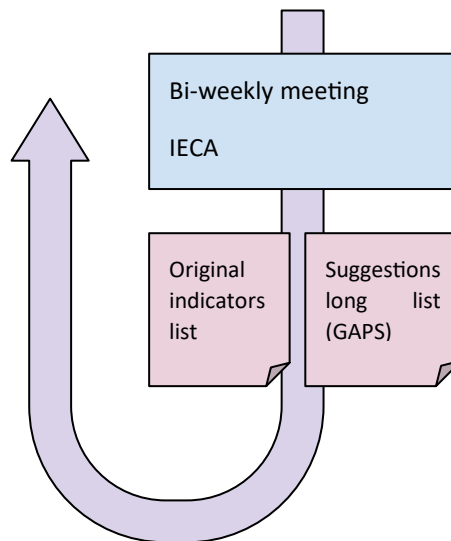 Bi-weekly meeting
IECA
Original
indicators
list
Suggestions
long list
(GAPS)